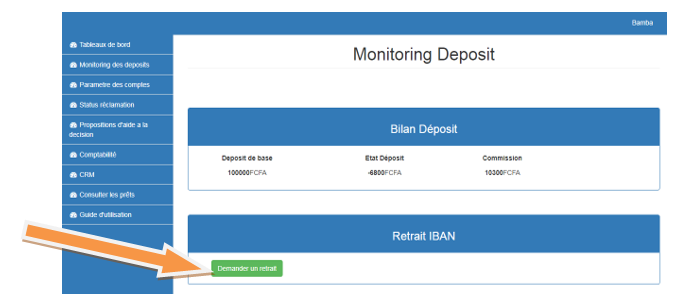 Bamba
Tableaux de bord
Monitoring des deposits
Parametre des comptes
Status réclamation
Propositions d'aide a la
decision
Comptabilité
CRM
Consulter les prêts
Guide d'utilisation
Monitoring Deposit
Bilan Déposit
Deposit de base Etat Déposit Commission
100000FCFA -6800FCFA 10300FCFA
Retrait IBAN
Demander un retrait